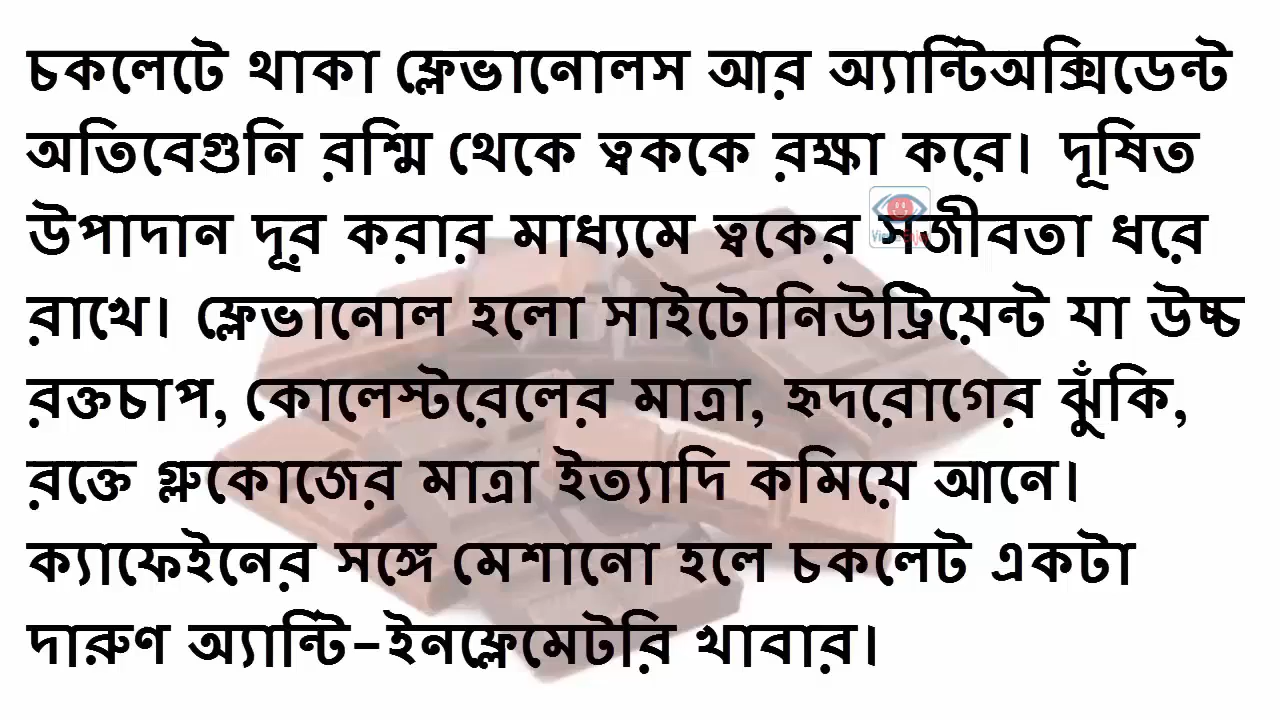 চকলেটে থাকা ফ্লেভানোলস আর অ্যান্টিঅক্সিডেন্ট
অতিবেগুনি রশ্মি থেকে ত্বককে রক্ষা করে। দূষিত
উপাদান দূর করার মাধ্যমে ত্বকের সজীবতা ধরে
রাখে। ফ্লেভানোল হলো সাইটোনিউট্রিয়েন্ট যা উচ্চ
রক্তচাপ, কোলেস্টরেলের মাত্রা, হৃদরোগের ঝুঁকি,
রক্তে গ্লুকোজের মাত্রা ইত্যাদি কমিয়ে আনে।
ক্যাফেইনের সঙ্গে মেশানো হলে চকলেট একটা
দারুণ অ্যান্টি-ইনফ্লেমেটরি খাবার।